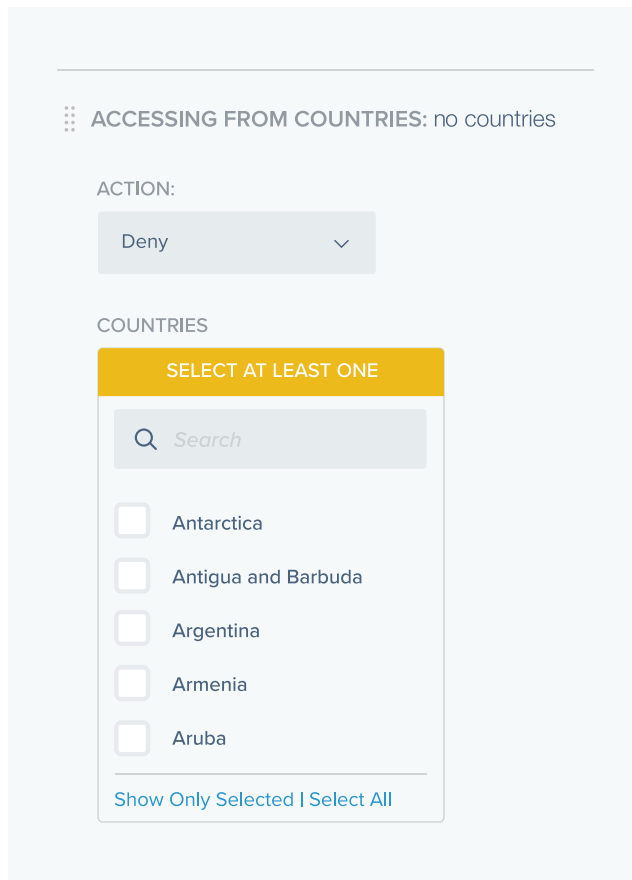 ACCESSING FROM COUNTRIES: no countries
ACTION:
Deny
COUNTRIES
SELECT AT LEAST ONE
Search
Antarctica
Antigua and Barbuda
Argentina
Armenia
Aruba
Show Only Selected | Select All